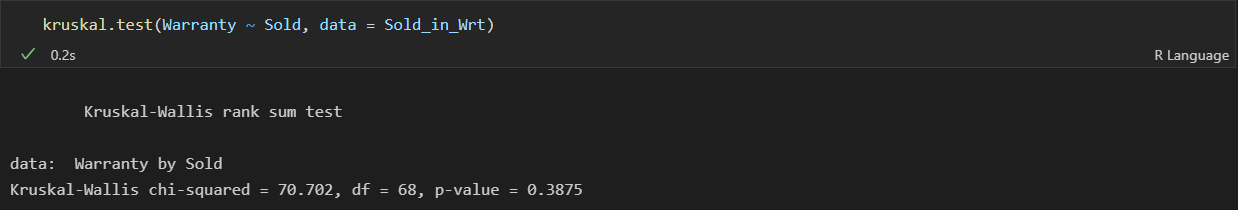 kruskal.test(Warranty ~ Sold, data = Sold_in_Wrt)
0.2s
R Language
Kruskal-Wallis rank sum test
data:  Warranty by Sold
Kruskal-Wallis chi-squared = 70.702, df = 68, p-value = 0.3875